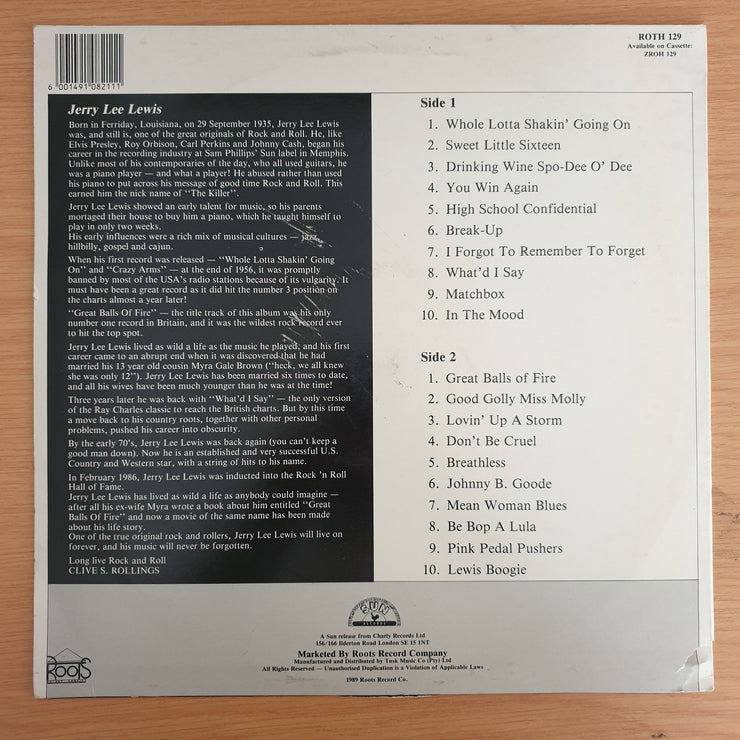 ROTH 129
Available on Cassette:
ZROH 129
6 001491 082111
Jerry Lee Lewis
Born in Ferriday, Louisiana, on 29 September 1935, Jerry Lee Lewis
was, and still is, one of the great originals of Rock and Roll. He, like
Elvis Presley, Roy Orbison, Carl Perkins and Johnny Cash, began his
career in the recording industry at Sam Phillips' Sun label in Memphis.
Unlike most of his contemporaries of the day, who all used guitars, he
was a piano player — and what a player! He abused rather than used
his piano to put across his message of good time Rock and Roll. This
earned him the nick name of "The Killer".
Jerry Lee Lewis showed an early talent for music, so his parents
mortaged their house to buy him a piano, which he taught himself to
play in only two weeks.
His early influences were a rich mix of musical cultures — jazz,
hillbilly, gospel and cajun.
When his first record was released — "Whole Lotta Shakin' Going
On" and "Crazy Arms" — at the end of 1956, it was promptly
banned by most of the USA's radio stations because of its vulgarity. It
must have been a great record as it did hit the number 3 position on
the charts almost a year later!
"Great Balls Of Fire" — the title track of this album was his only
number one record in Britain, and it was the wildest rock record ever
to hit the top spot.
Jerry Lee Lewis lived as wild a life as the music he played, and his first
career came to an abrupt end when it was discovered that he had
married his 13 year old cousin Myra Gale Brown ("heck, we all knew
she was only 12"). Jerry Lee Lewis has been married six times to date,
and all his wives have been much younger than he was at the time!
Three years later he was back with "What'd I Say" — the only version
of the Ray Charles classic to reach the British charts. But by this time
a move back to his country roots, together with other personal
problems, pushed his career into obscurity.
By the early 70's, Jerry Lee Lewis was back again (you can't keep a
good man down). Now he is an established and very successful U.S.
Country and Western star, with a string of hits to his name.
In February 1986, Jerry Lee Lewis was inducted into the Rock 'n Roll
Hall of Fame.
Jerry Lee Lewis has lived as wild a life as anybody could imagine —
after all his ex-wife Myra wrote a book about him entitled "Great
Balls Of Fire" and now a movie of the same name has been made
about his life story.
One of the true original rock and rollers, Jerry Lee Lewis will live on
forever, and his music will never be forgotten.
Long live Rock and Roll
CLIVE S. ROLLINGS
Side 1
1. Whole Lotta Shakin' Going On
2. Sweet Little Sixteen
3. Drinking Wine Spo-Dee O' Dee
4. You Win Again
5. High School Confidential
6. Break-Up
7. I Forgot To Remember To Forget
8. What'd I Say
9. Matchbox
10. In The Mood
Side 2
1. Great Balls of Fire
2. Good Golly Miss Molly
3. Lovin' Up A Storm
4. Don't Be Cruel
5. Breathless
6. Johnny B. Goode
7. Mean Woman Blues
8. Be Bop A Lula
9. Pink Pedal Pushers
10. Lewis Boogie
SUN
RECORDS
A Sun release from Charly Records Ltd
156/166 Ilderton Road London SE 15 1NT
Marketed By Roots Record Company
Manufactured and Distributed by Tusk Music Co (Pty) Ltd
All Rights Reserved — Unauthorised Duplication is a Violation of Applicable Laws
1989 Roots Record Co.
ROOTS